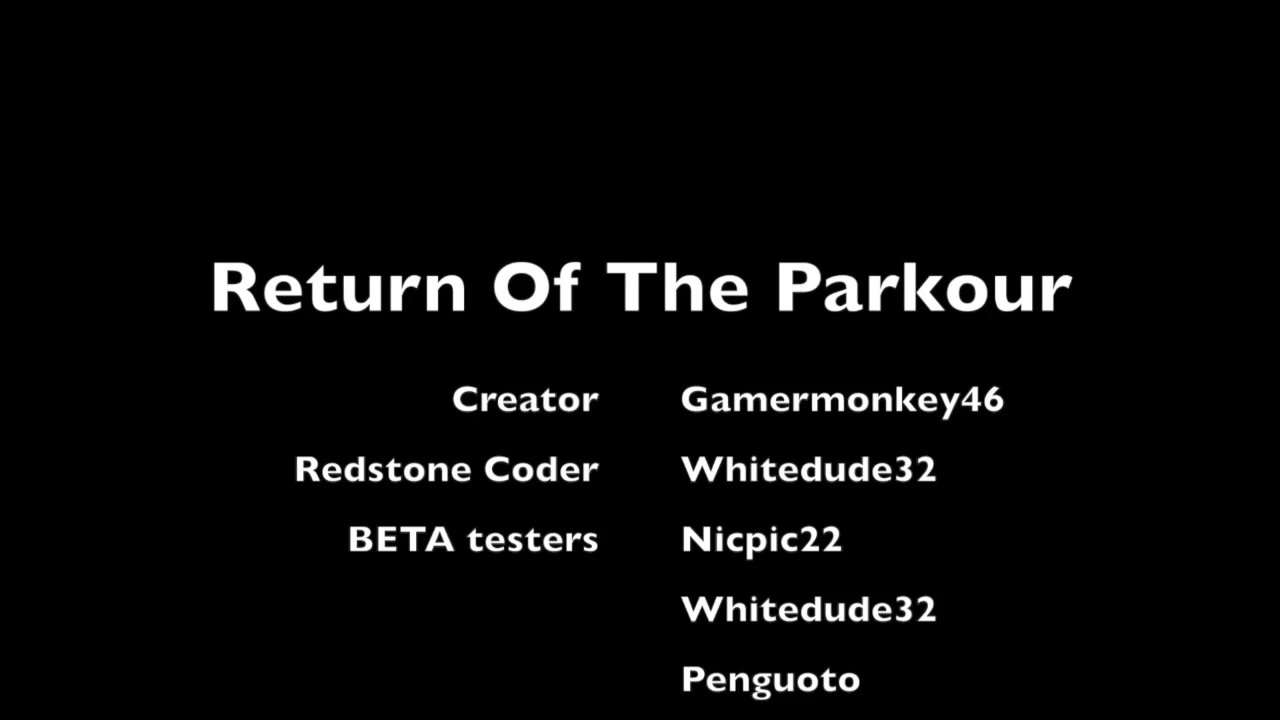 Return Of The Parkour
Creator Gamermonkey46
Redstone Coder Whitedude32
BETA testers Nicpic22
Whitedude32
Penguoto